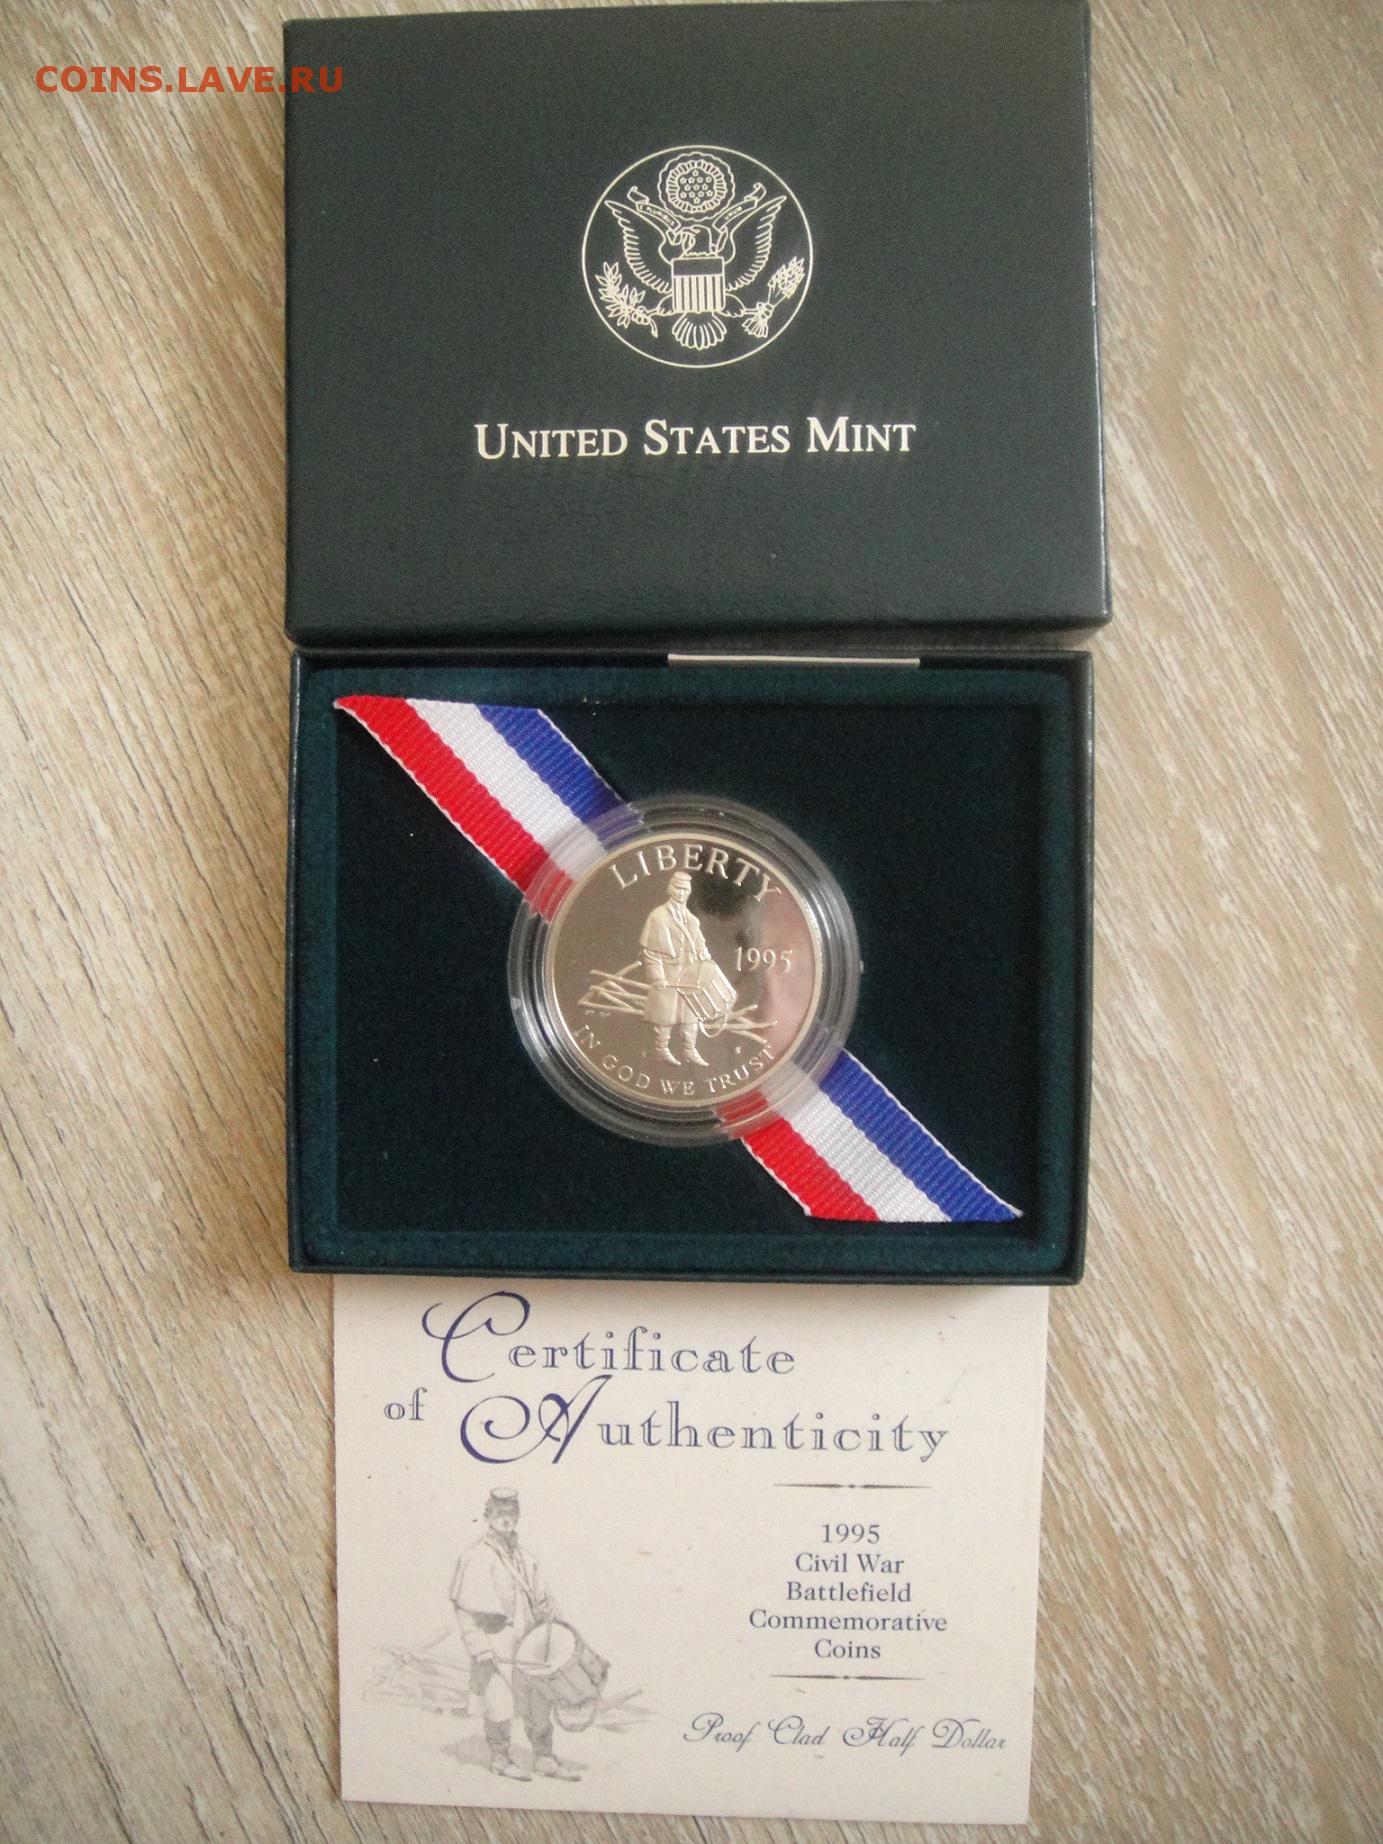 COINS.LAVE.RU
UNITED STATES MINT
LIBERTY
1995
IN GOD WE TRUST
Certificate
of Authenticity
1995
Civil War
Battlefield
Commemorative
Coins
Proof Clad Half Dollar